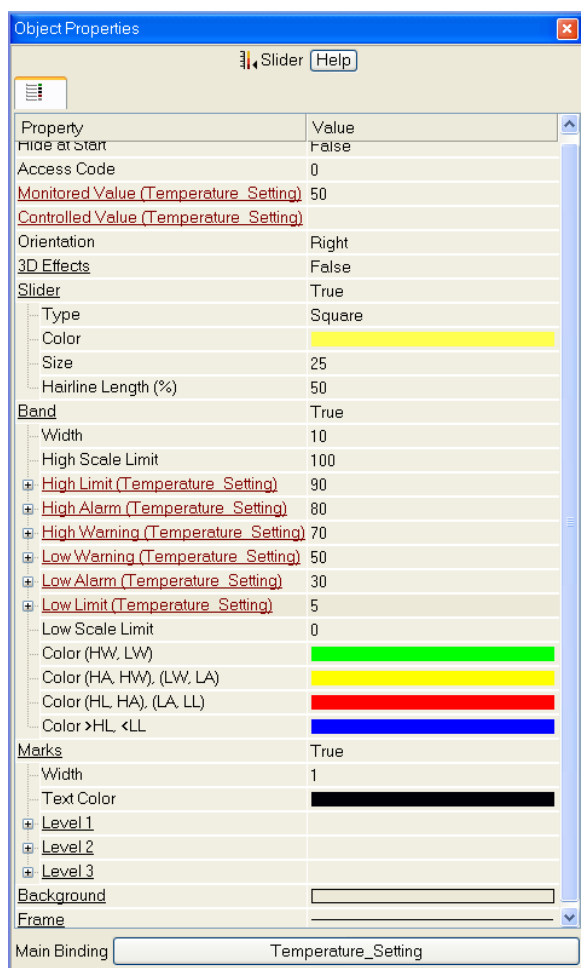 Object Properties
Slider Help
Property Value
Hide at Start False
Access Code 0
Monitored Value (Temperature_Setting) 50
Controlled Value (Temperature_Setting)
Orientation Right
3D Effects False
Slider True
Type Square
Color
Size 25
Hairline Length (%) 50
Band True
Width 10
High Scale Limit 100
High Limit (Temperature_Setting) 90
High Alarm (Temperature_Setting) 80
High Warning (Temperature_Setting) 70
Low Warning (Temperature_Setting) 50
Low Alarm (Temperature_Setting) 30
Low Limit (Temperature_Setting) 5
Low Scale Limit 0
Color (HW, LW)
Color (HA, HW), (LW, LA)
Color (HL, HA), (LA, LL)
Color >HL, <LL
Marks True
Width 1
Text Color
Level 1
Level 2
Level 3
Background
Frame
Main Binding Temperature_Setting